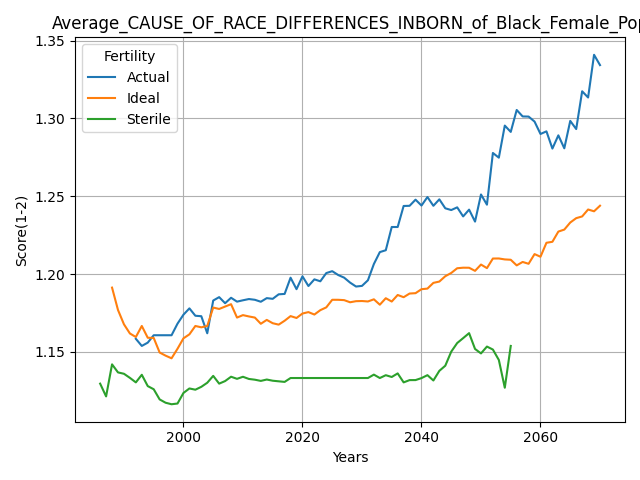 Average_CAUSE_OF_RACE_DIFFERENCES_INBORN_of_Black_Female_Pop
Fertility
Actual
Ideal
Sterile
1.35
1.30
1.25
1.20
1.15
Score(1-2)
2000 2020 2040 2060
Years